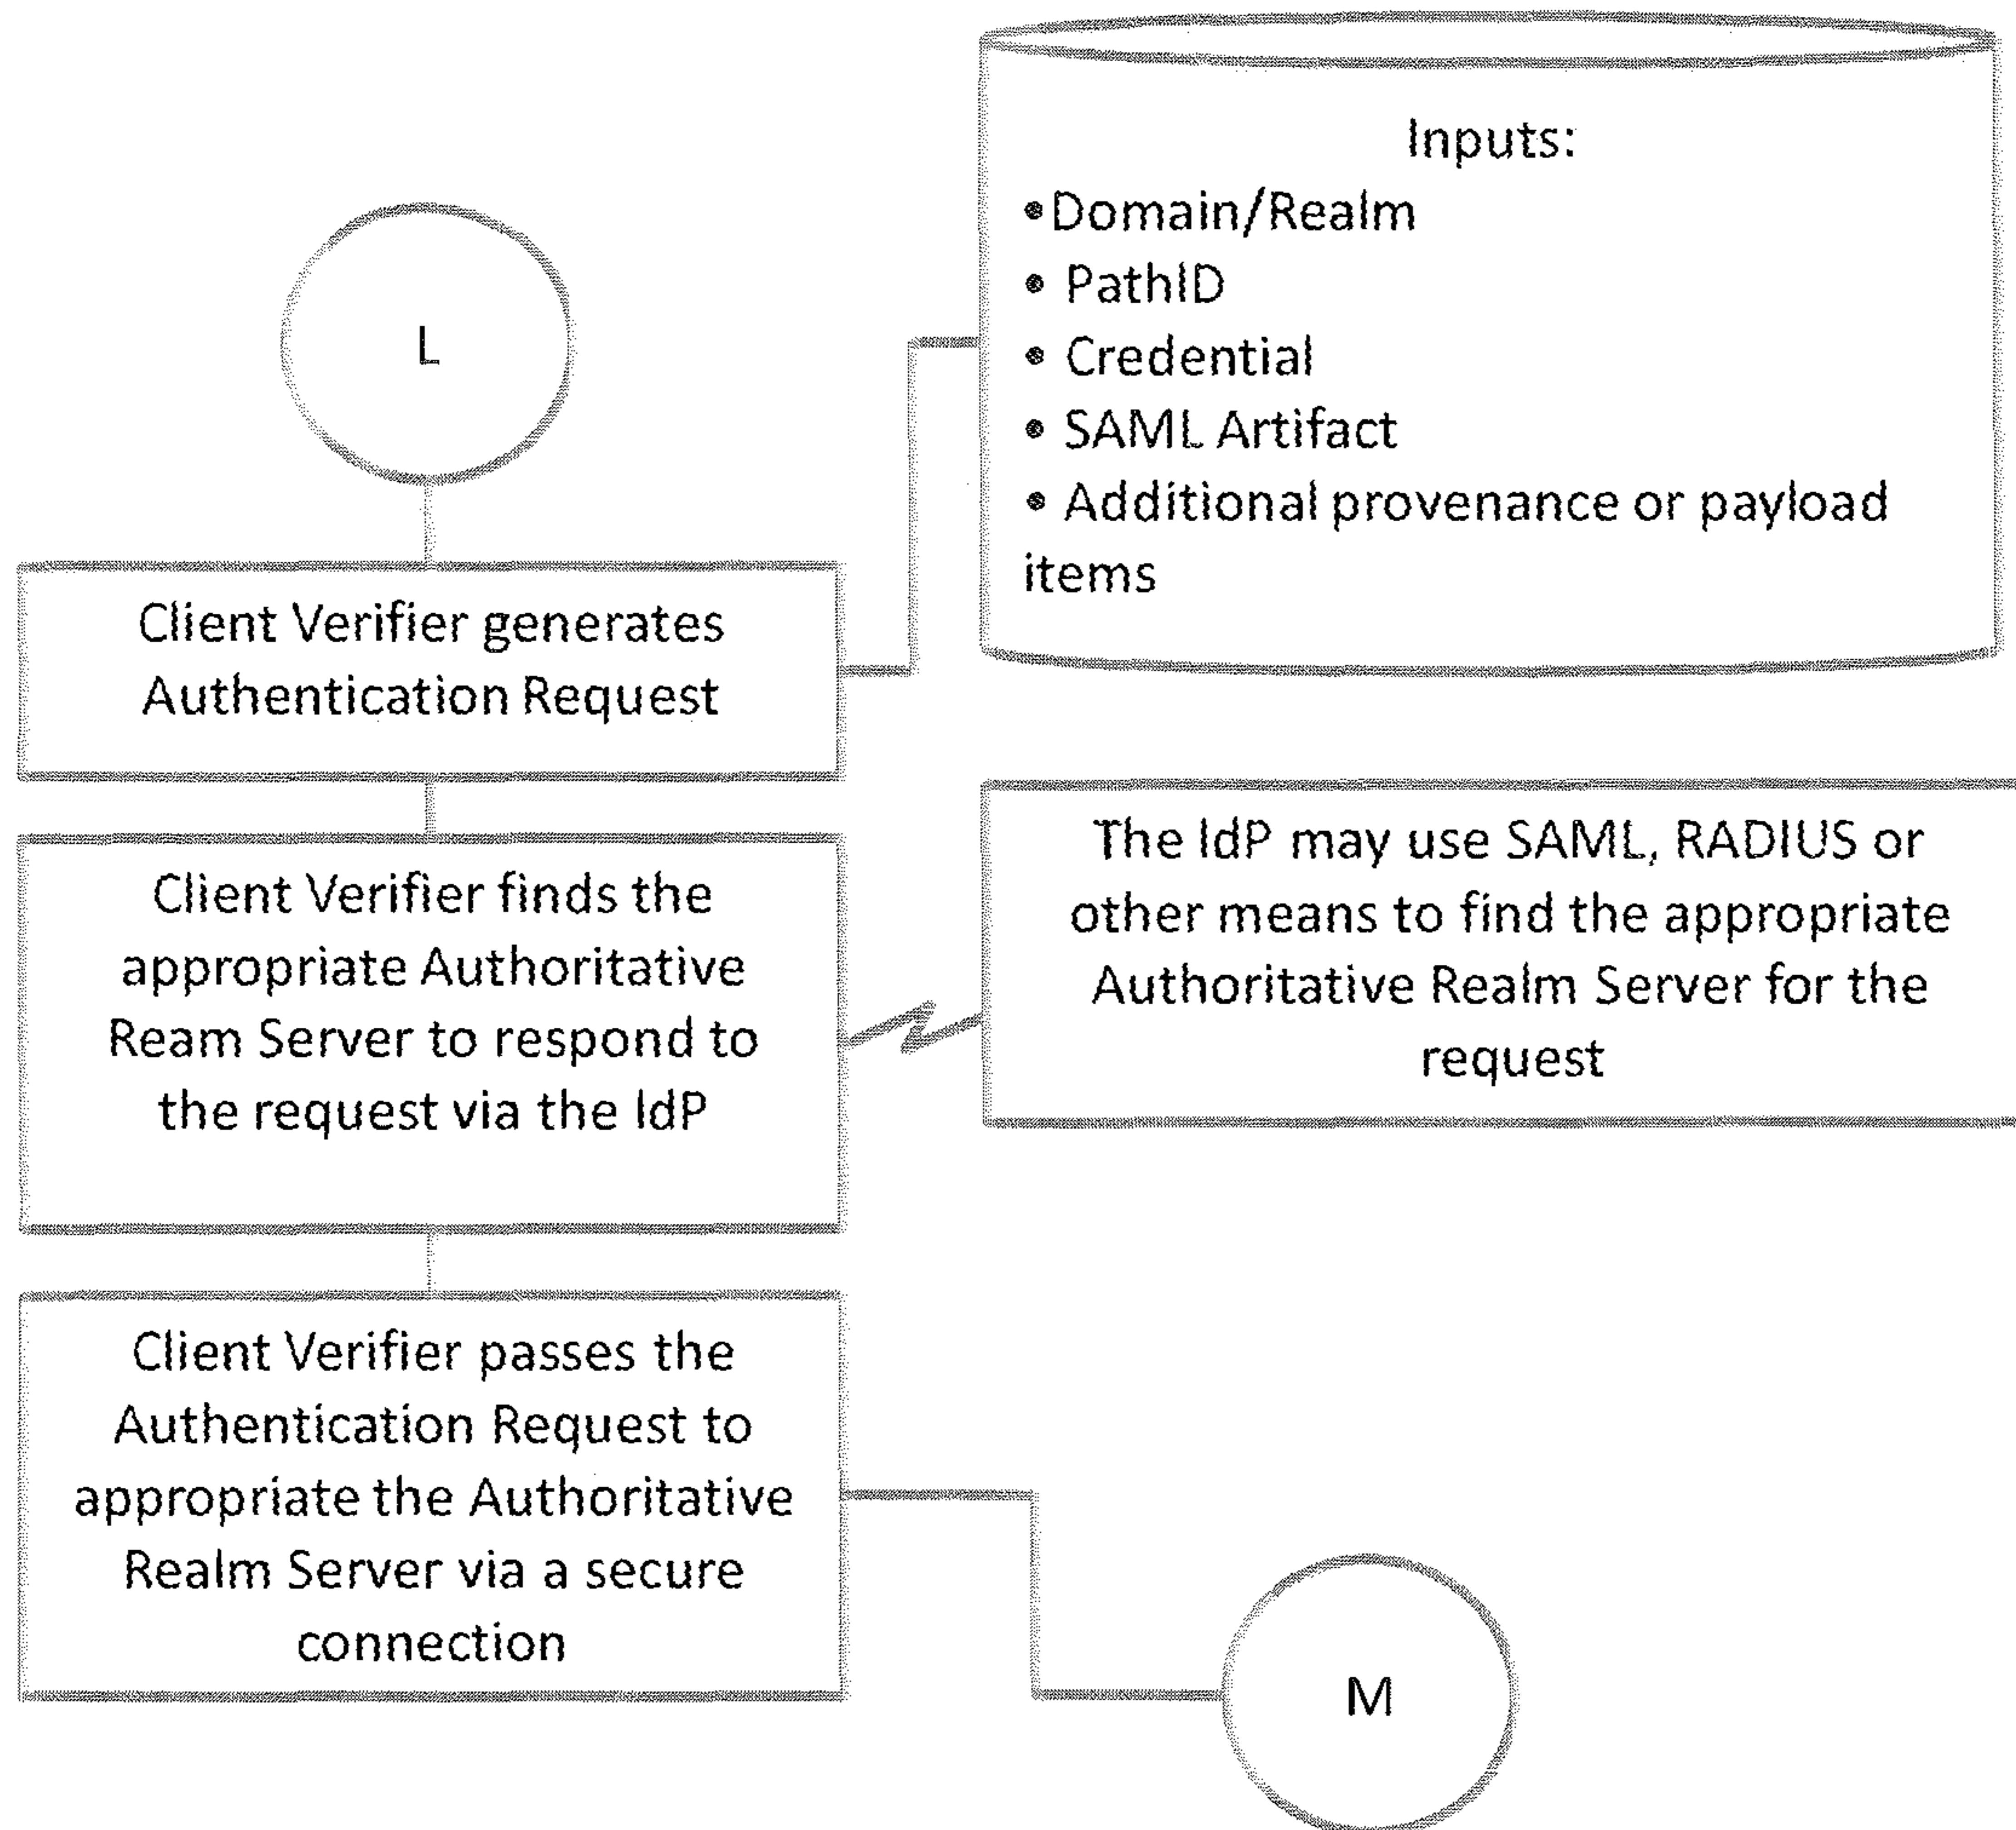 L
Inputs:
•Domain/Realm
• PathID
• Credential
• SAML Artifact
• Additional provenance or payload
items
Client Verifier generates
Authentication Request
Client Verifier finds the
appropriate Authoritative
Ream Server to respond to
the request via the IdP
The IdP may use SAML, RADIUS or
other means to find the appropriate
Authoritative Realm Server for the
request
Client Verifier passes the
Authentication Request to
appropriate the Authoritative
Realm Server via a secure
connection
M